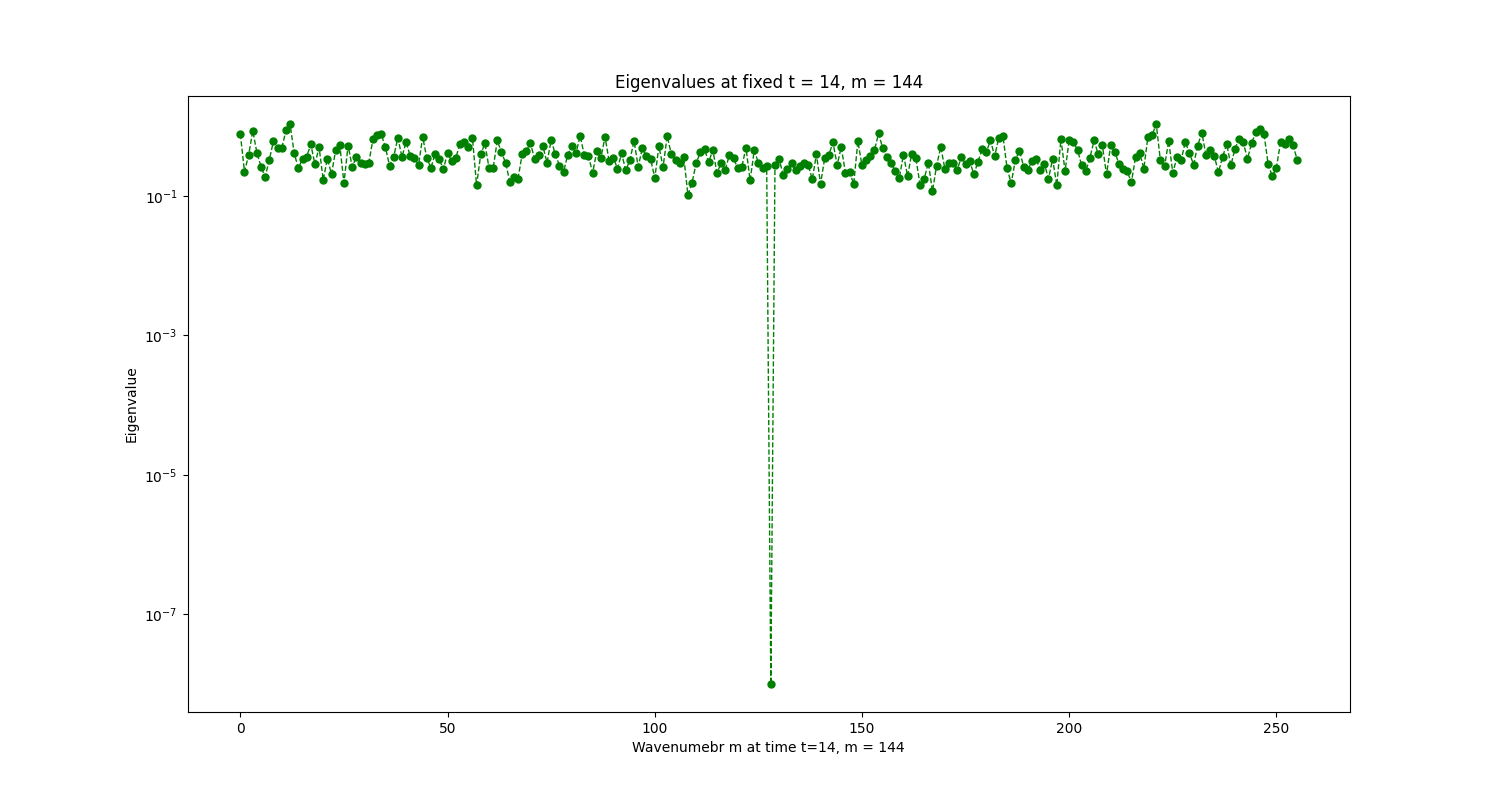 Eigenvalues at fixed t = 14, m = 144
Eigenvalue
10⁻¹
10⁻³
10⁻⁵
10⁻⁷
0 50 100 150 200 250
Wavenumebr m at time t=14, m = 144